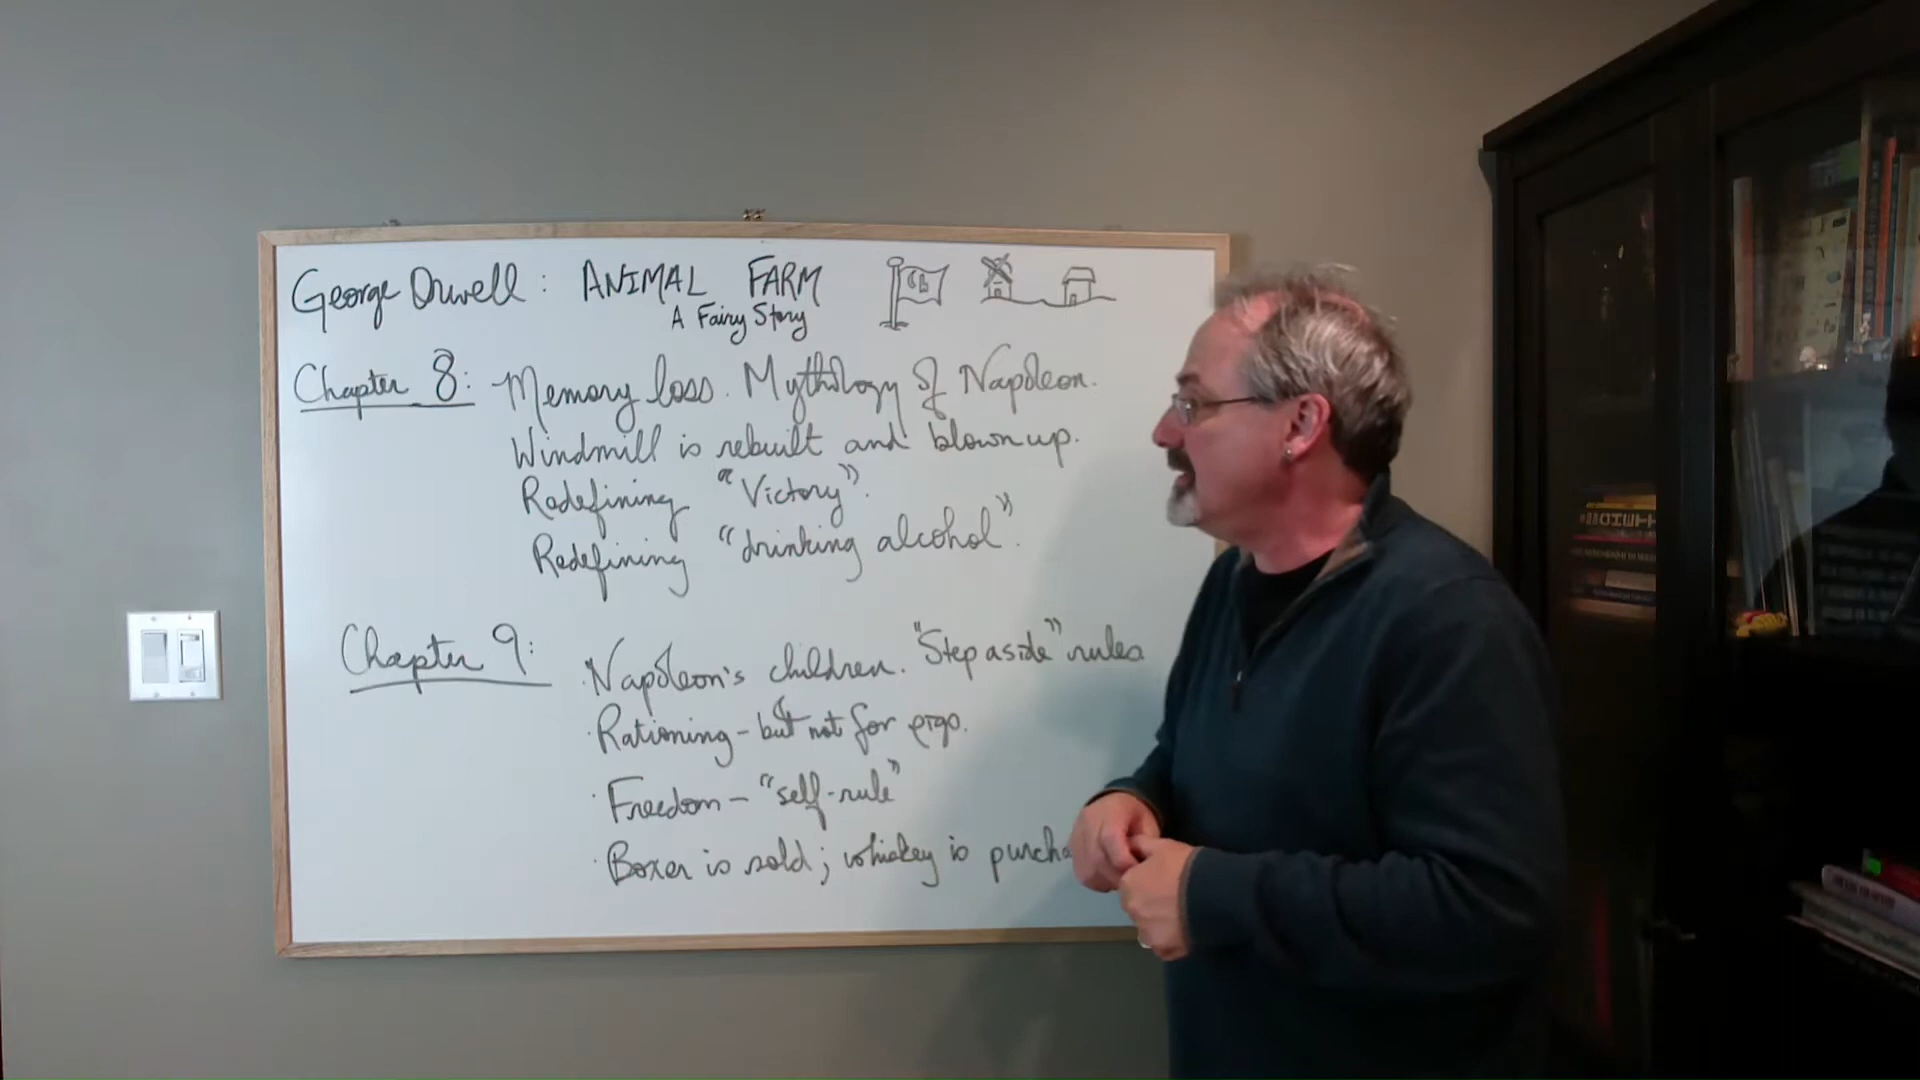 George Orwell: ANIMAL FARM
A Fairy Story
Chapter 8: Memory loss. Mythology of Napoleon.
Windmill is rebuilt and blown up.
Redefining "Victory".
Redefining "drinking alcohol".
Chapter 9: · Napoleon's children. "Step aside" rules
· Rationing - but not for pigs.
· Freedom - "self-rule"
· Boxer is sold; whiskey is purcha